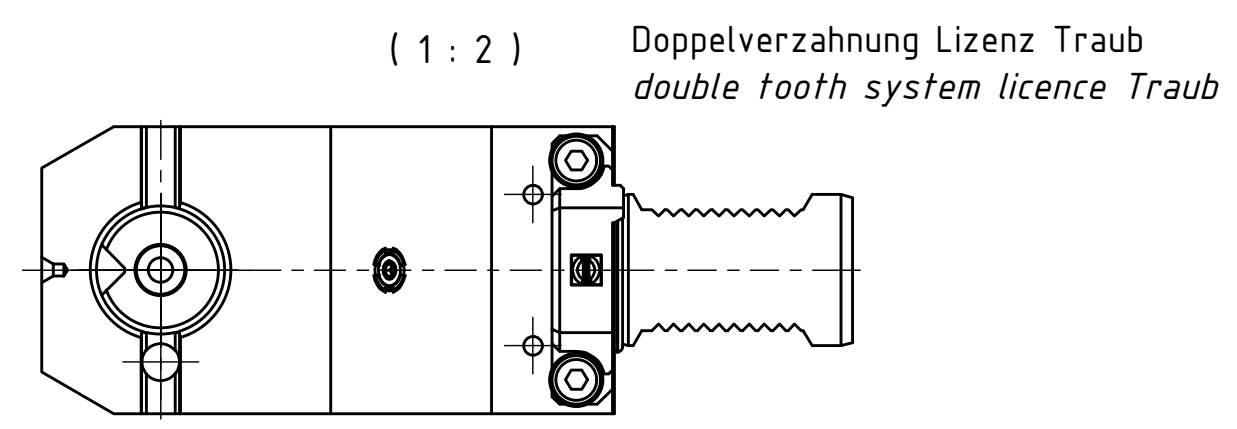 ( 1 : 2 )
Doppelverzahnung Lizenz Traub
double tooth system licence Traub